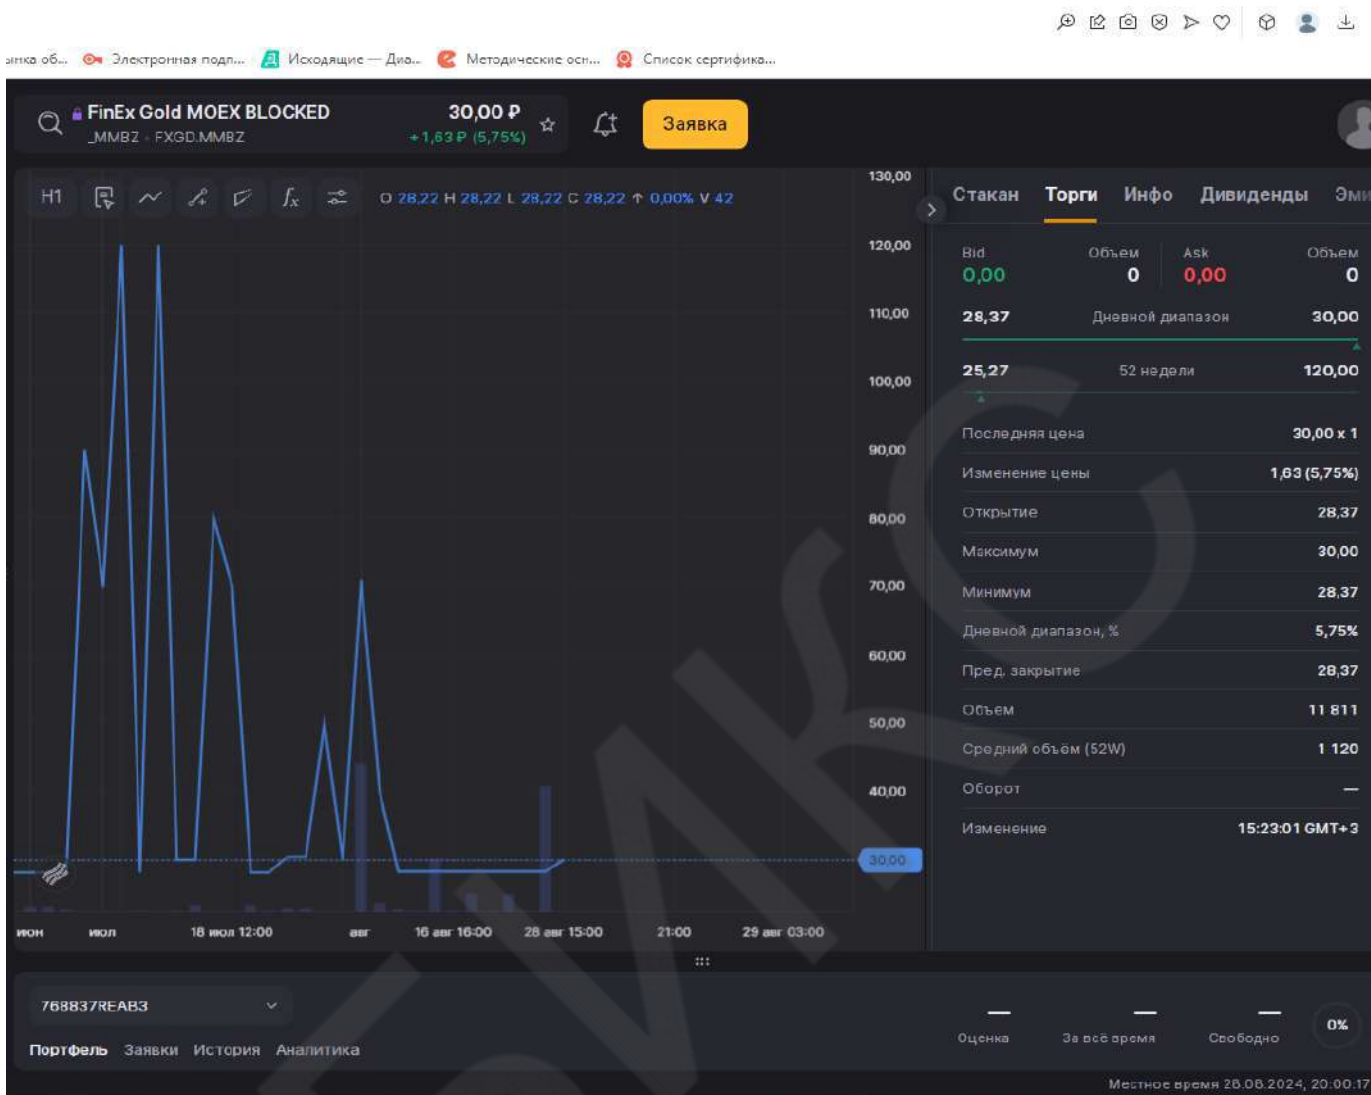 ынка об... Электронная подп... Исходящие — Диа... Методические осн... Список сертифика...
FinEx Gold MOEX BLOCKED 30,00 ₽
_MMBZ · FXGD.MMBZ +1,63 ₽ (5,75%)
Заявка
H1 fx O 28,22 H 28,22 L 28,22 C 28,22 ↑ 0,00% V 42
130,00
120,00
110,00
100,00
90,00
80,00
70,00
60,00
50,00
40,00
30,00
июн июл 18 июл 12:00 авг 16 авг 16:00 28 авг 15:00 21:00 29 авг 03:00
Стакан Торги Инфо Дивиденды Эми
Bid Объем Ask Объем
0,00 0 0,00 0
28,37 Дневной диапазон 30,00
25,27 52 недели 120,00
Последняя цена 30,00 x 1
Изменение цены 1,63 (5,75%)
Открытие 28,37
Максимум 30,00
Минимум 28,37
Дневной диапазон, % 5,75%
Пред. закрытие 28,37
Объем 11 811
Средний объём (52W) 1 120
Оборот —
Изменение 15:23:01 GMT+3
768837REAB3
— — — 0%
Оценка За всё время Свободно
Портфель Заявки История Аналитика
Местное время 28.08.2024, 20:00:17